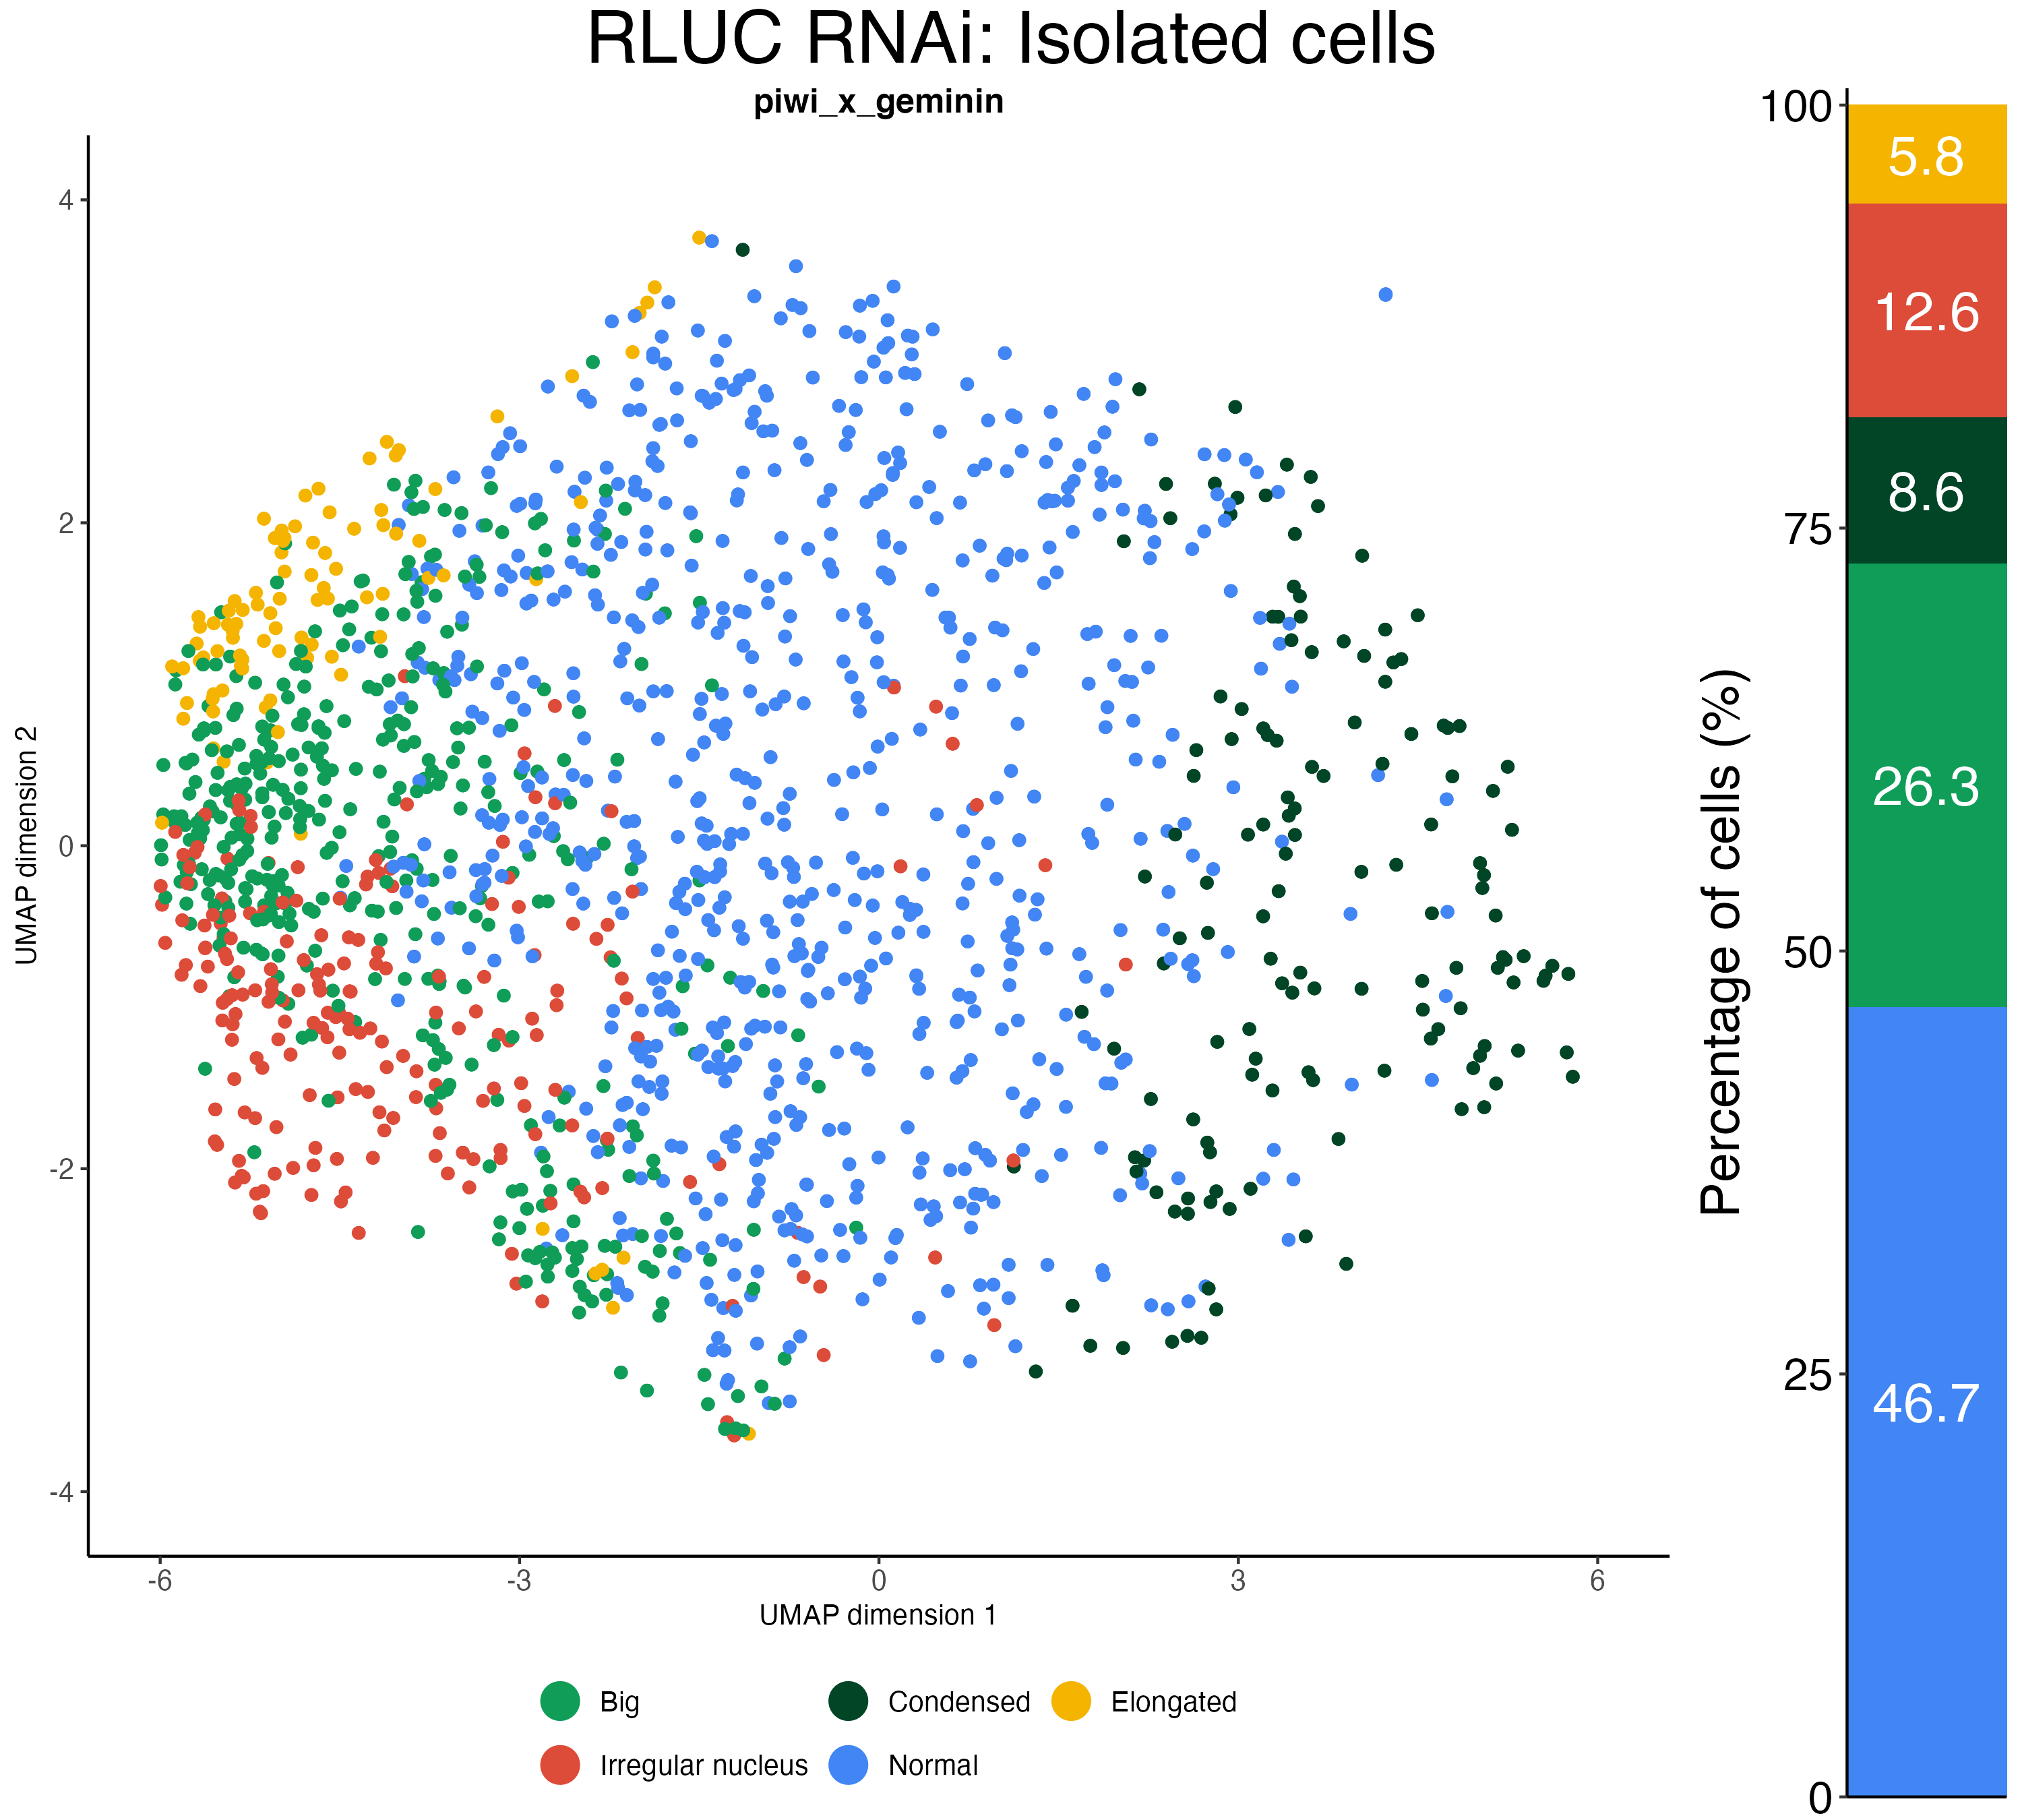 RLUC RNAi: Isolated cells
piwi_x_geminin
4
2
0
-2
-4
UMAP dimension 2
-6
-3
0
3
6
UMAP dimension 1
Big
Condensed
Elongated
Irregular nucleus
Normal
100
75
50
25
0
Percentage of cells (%)
5.8
12.6
8.6
26.3
46.7